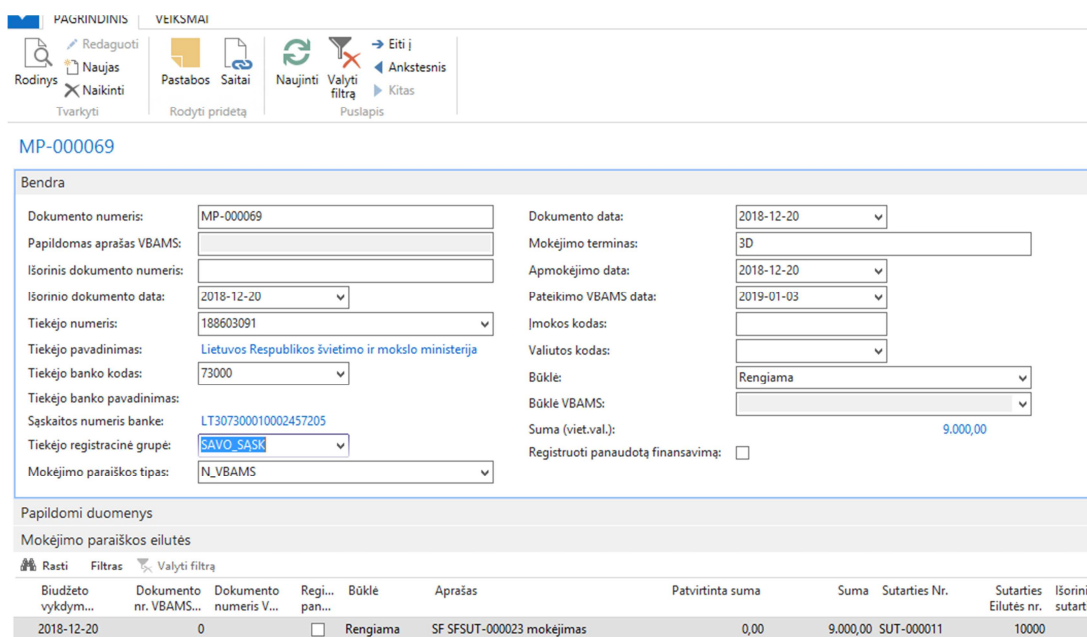 PAGRINDINIS VEIKSMAI
Rodinys Redaguoti Naujas Naikinti Pastabos Saitai Naujinti Valyti filtrą Eiti į Ankstesnis Kitas
Tvarkyti Rodyti pridėtą Puslapis
MP-000069
Bendra
Dokumento numeris: MP-000069 Dokumento data: 2018-12-20
Papildomas aprašas VBAMS: Mokėjimo terminas: 3D
Išorinis dokumento numeris: Apmokėjimo data: 2018-12-20
Išorinio dokumento data: 2018-12-20 Pateikimo VBAMS data: 2019-01-03
Tiekėjo numeris: 188603091 Įmokos kodas:
Tiekėjo pavadinimas: Lietuvos Respublikos švietimo ir mokslo ministerija Valiutos kodas:
Tiekėjo banko kodas: 73000 Būklė: Rengiama
Tiekėjo banko pavadinimas: Būklė VBAMS:
Sąskaitos numeris banke: LT307300010002457205 Suma (viet.val.): 9.000,00
Tiekėjo registracinė grupė: SAVO_SĄSK Registruoti panaudotą finansavimą:
Mokėjimo paraiškos tipas: N_VBAMS
Papildomi duomenys
Mokėjimo paraiškos eilutės
Rasti Filtras Valyti filtrą
Biudžeto vykdym... Dokumento nr. VBAMS... Dokumento numeris V... Regi... pan... Būklė Aprašas Patvirtinta suma Suma Sutarties Nr. Sutarties Eilutės nr. Išorini sutart
2018-12-20 0 Rengiama SF SFSUT-000023 mokėjimas 0,00 9.000,00 SUT-000011 10000